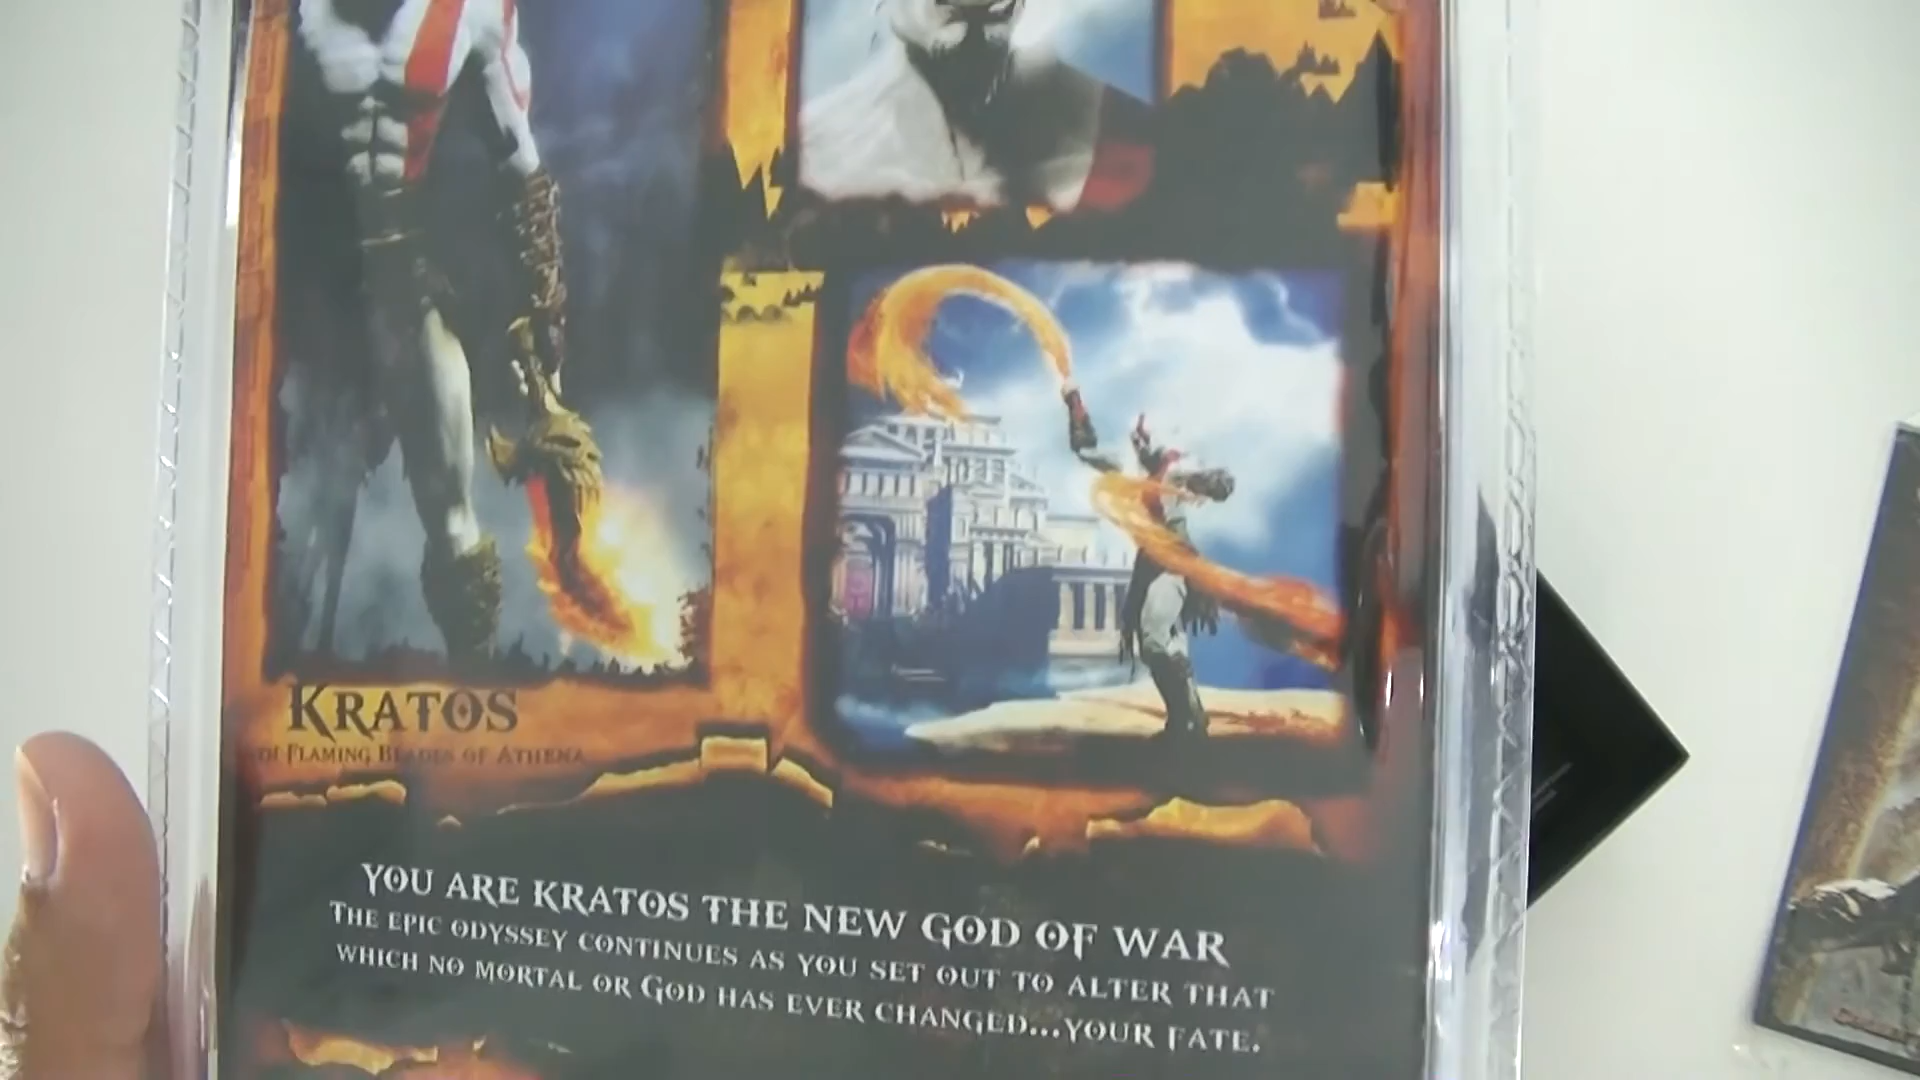 KRATOS
FLAMING BLADES OF ATHENA
YOU ARE KRATOS THE NEW GOD OF WAR
THE EPIC ODYSSEY CONTINUES AS YOU SET OUT TO ALTER THAT
WHICH NO MORTAL OR GOD HAS EVER CHANGED...YOUR FATE.